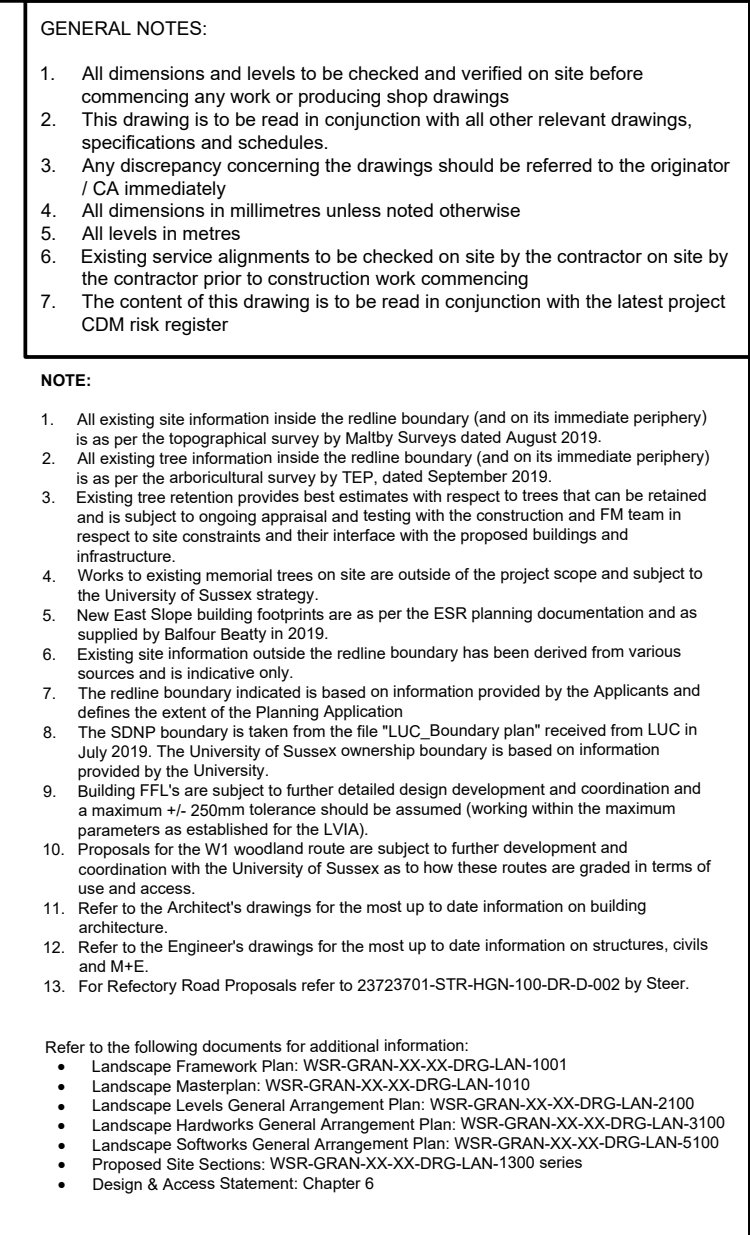 GENERAL NOTES:
1. All dimensions and levels to be checked and verified on site before
commencing any work or producing shop drawings
2. This drawing is to be read in conjunction with all other relevant drawings,
specifications and schedules.
3. Any discrepancy concerning the drawings should be referred to the originator
/ CA immediately
4. All dimensions in millimetres unless noted otherwise
5. All levels in metres
6. Existing service alignments to be checked on site by the contractor on site by
the contractor prior to construction work commencing
7. The content of this drawing is to be read in conjunction with the latest project
CDM risk register
NOTE:
1. All existing site information inside the redline boundary (and on its immediate periphery)
is as per the topographical survey by Maltby Surveys dated August 2019.
2. All existing tree information inside the redline boundary (and on its immediate periphery)
is as per the arboricultural survey by TEP, dated September 2019.
3. Existing tree retention provides best estimates with respect to trees that can be retained
and is subject to ongoing appraisal and testing with the construction and FM team in
respect to site constraints and their interface with the proposed buildings and
infrastructure.
4. Works to existing memorial trees on site are outside of the project scope and subject to
the University of Sussex strategy.
5. New East Slope building footprints are as per the ESR planning documentation and as
supplied by Balfour Beatty in 2019.
6. Existing site information outside the redline boundary has been derived from various
sources and is indicative only.
7. The redline boundary indicated is based on information provided by the Applicants and
defines the extent of the Planning Application
8. The SDNP boundary is taken from the file "LUC_Boundary plan" received from LUC in
July 2019. The University of Sussex ownership boundary is based on information
provided by the University.
9. Building FFL's are subject to further detailed design development and coordination and
a maximum +/- 250mm tolerance should be assumed (working within the maximum
parameters as established for the LVIA).
10. Proposals for the W1 woodland route are subject to further development and
coordination with the University of Sussex as to how these routes are graded in terms of
use and access.
11. Refer to the Architect's drawings for the most up to date information on building
architecture.
12. Refer to the Engineer's drawings for the most up to date information on structures, civils
and M+E.
13. For Refectory Road Proposals refer to 23723701-STR-HGN-100-DR-D-002 by Steer.
Refer to the following documents for additional information:
• Landscape Framework Plan: WSR-GRAN-XX-XX-DRG-LAN-1001
• Landscape Masterplan: WSR-GRAN-XX-XX-DRG-LAN-1010
• Landscape Levels General Arrangement Plan: WSR-GRAN-XX-XX-DRG-LAN-2100
• Landscape Hardworks General Arrangement Plan: WSR-GRAN-XX-XX-DRG-LAN-3100
• Landscape Softworks General Arrangement Plan: WSR-GRAN-XX-XX-DRG-LAN-5100
• Proposed Site Sections: WSR-GRAN-XX-XX-DRG-LAN-1300 series
• Design & Access Statement: Chapter 6